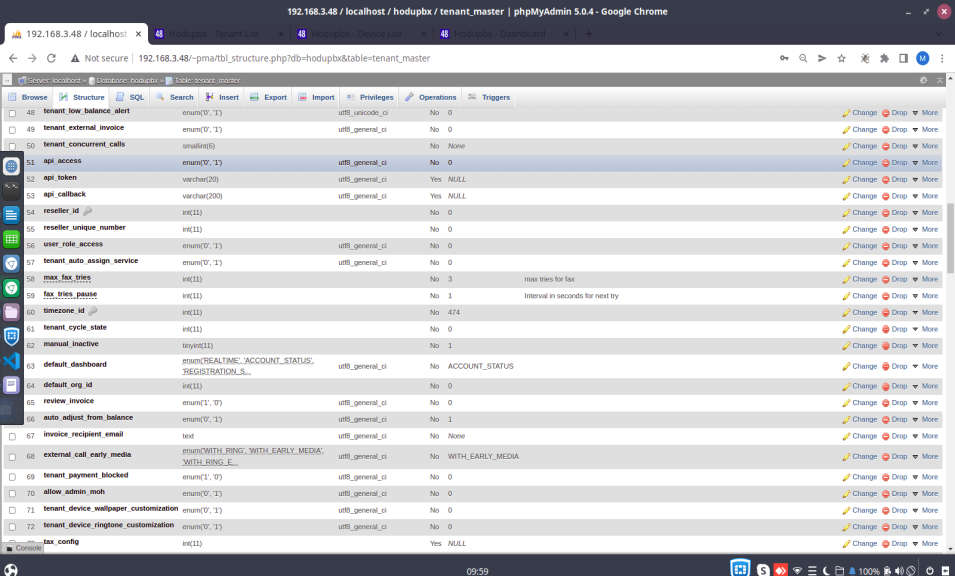 192.168.3.48 / localhost / hodupbx / tenant_master | phpMyAdmin 5.0.4 - Google Chrome
192.168.3.48 / localhost
Hodupbx - Tenant List
Hodupbx - Device List
Hodupbx - Dashboard
Not secure | 192.168.3.48/~pma/tbl_structure.php?db=hodupbx&table=tenant_master
Server: localhost » Database: hodupbx » Table: tenant_master
Browse Structure SQL Search Insert Export Import Privileges Operations Triggers
48 tenant_low_balance_alert enum('0', '1') utf8_unicode_ci No 0 Change Drop More
49 tenant_external_invoice enum('0', '1') utf8_general_ci No 0 Change Drop More
50 tenant_concurrent_calls smallint(6) No None Change Drop More
51 api_access enum('0', '1') utf8_general_ci No 0 Change Drop More
52 api_token varchar(20) utf8_general_ci Yes NULL Change Drop More
53 api_callback varchar(200) utf8_general_ci Yes NULL Change Drop More
54 reseller_id int(11) No 0 Change Drop More
55 reseller_unique_number int(11) No 0 Change Drop More
56 user_role_access enum('0', '1') utf8_general_ci No 0 Change Drop More
57 tenant_auto_assign_service enum('0', '1') utf8_general_ci No 0 Change Drop More
58 max_fax_tries int(11) No 3 max tries for fax Change Drop More
59 fax_tries_pause int(11) No 1 Interval in seconds for next try Change Drop More
60 timezone_id int(11) No 474 Change Drop More
61 tenant_cycle_state int(11) No 0 Change Drop More
62 manual_inactive tinyint(11) No 1 Change Drop More
63 default_dashboard enum('REALTIME', 'ACCOUNT_STATUS', 'REGISTRATION_S... utf8_general_ci No ACCOUNT_STATUS Change Drop More
64 default_org_id int(11) No 0 Change Drop More
65 review_invoice enum('1', '0') utf8_general_ci No 0 Change Drop More
66 auto_adjust_from_balance enum('0', '1') utf8_general_ci No 1 Change Drop More
67 invoice_recipient_email text utf8_general_ci No None Change Drop More
68 external_call_early_media enum('WITH_RING', 'WITH_EARLY_MEDIA', 'WITH_RING_E... utf8_general_ci No WITH_EARLY_MEDIA Change Drop More
69 tenant_payment_blocked enum('1', '0') utf8_general_ci No 0 Change Drop More
70 allow_admin_moh enum('0', '1') utf8_general_ci No 0 Change Drop More
71 tenant_device_wallpaper_customization enum('0', '1') utf8_general_ci No 0 Change Drop More
72 tenant_device_ringtone_customization enum('0', '1') utf8_general_ci No 0 Change Drop More
tax_config int(11) Yes NULL Change Drop More
Console
09:59
100%